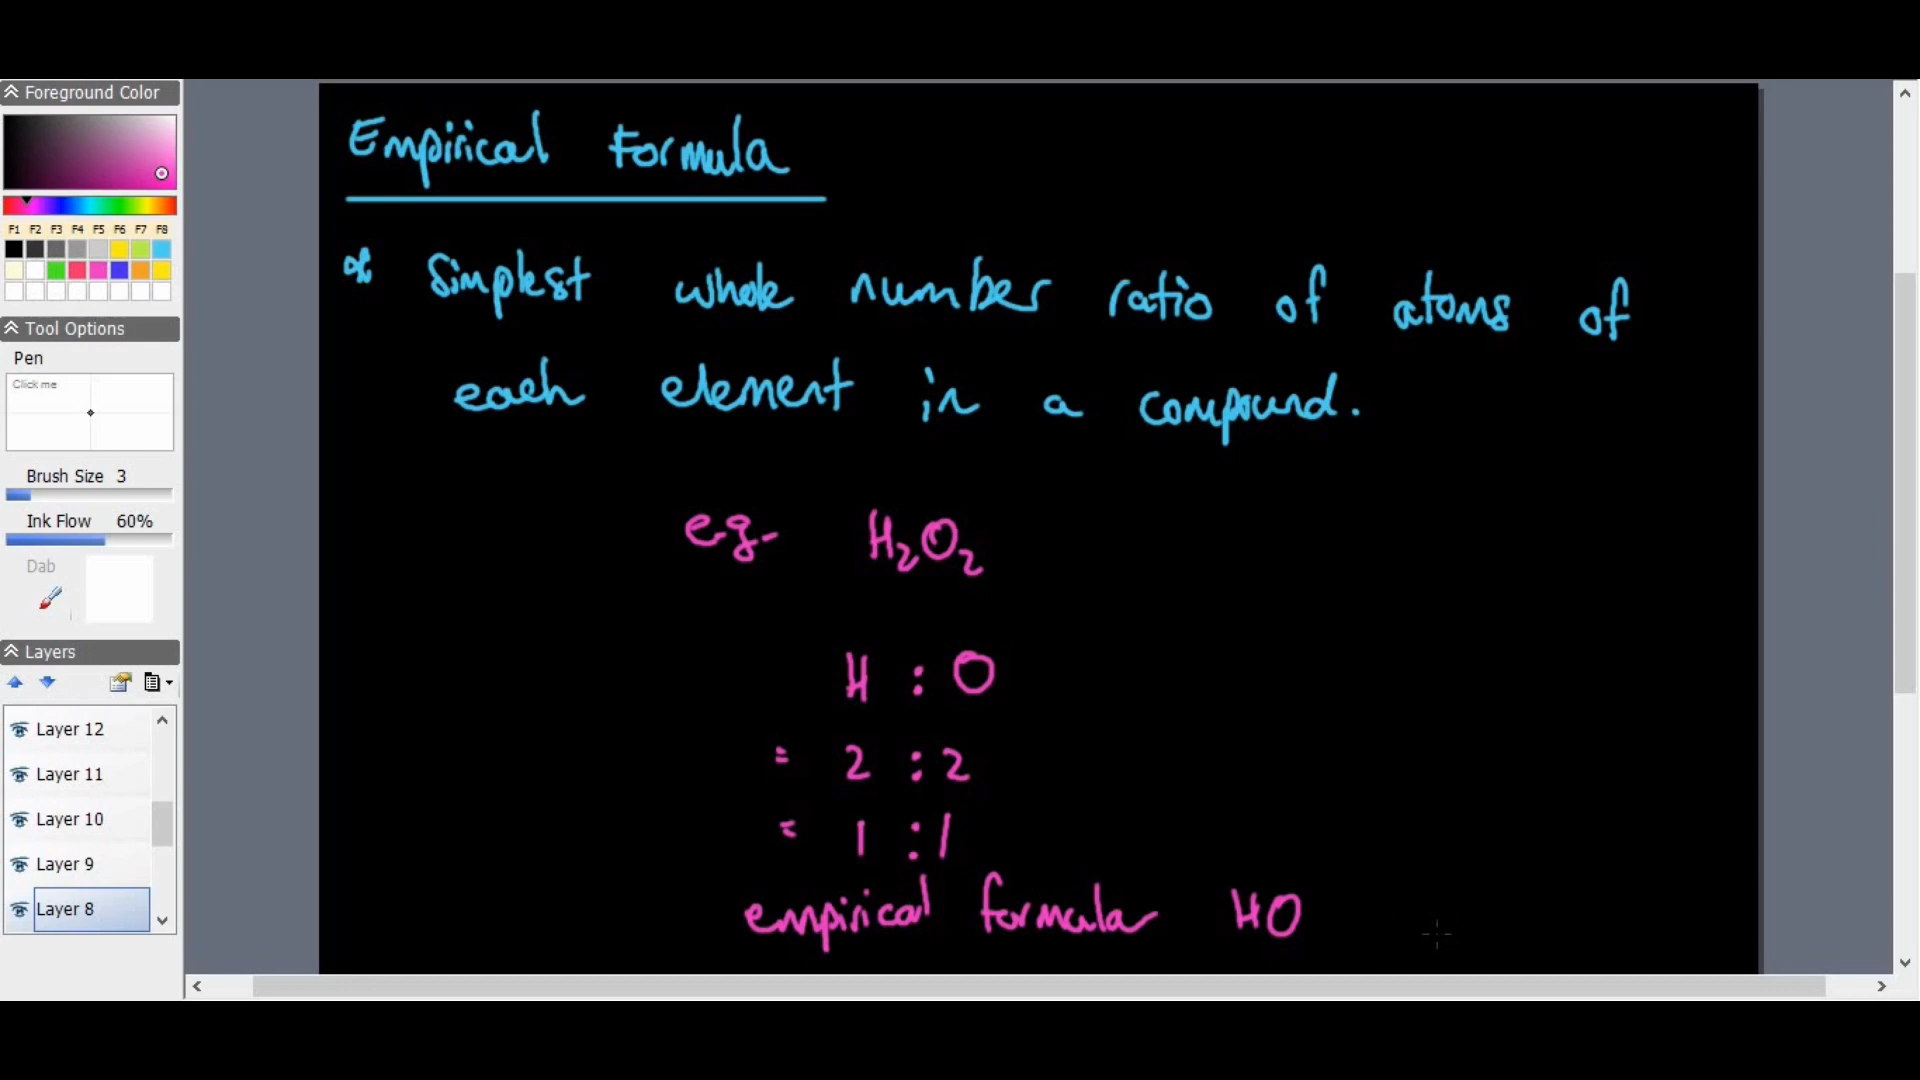 Foreground Color
F1 F2 F3 F4 F5 F6 F7 F8
Tool Options
Pen
Click me
Brush Size 3
Ink Flow 60%
Dab
Layers
Layer 12
Layer 11
Layer 10
Layer 9
Layer 8
Empirical Formula
* Simplest whole number ratio of atoms of
each element in a compound.
e.g. H₂O₂
H : O
= 2 : 2
= 1 : 1
empirical formula HO